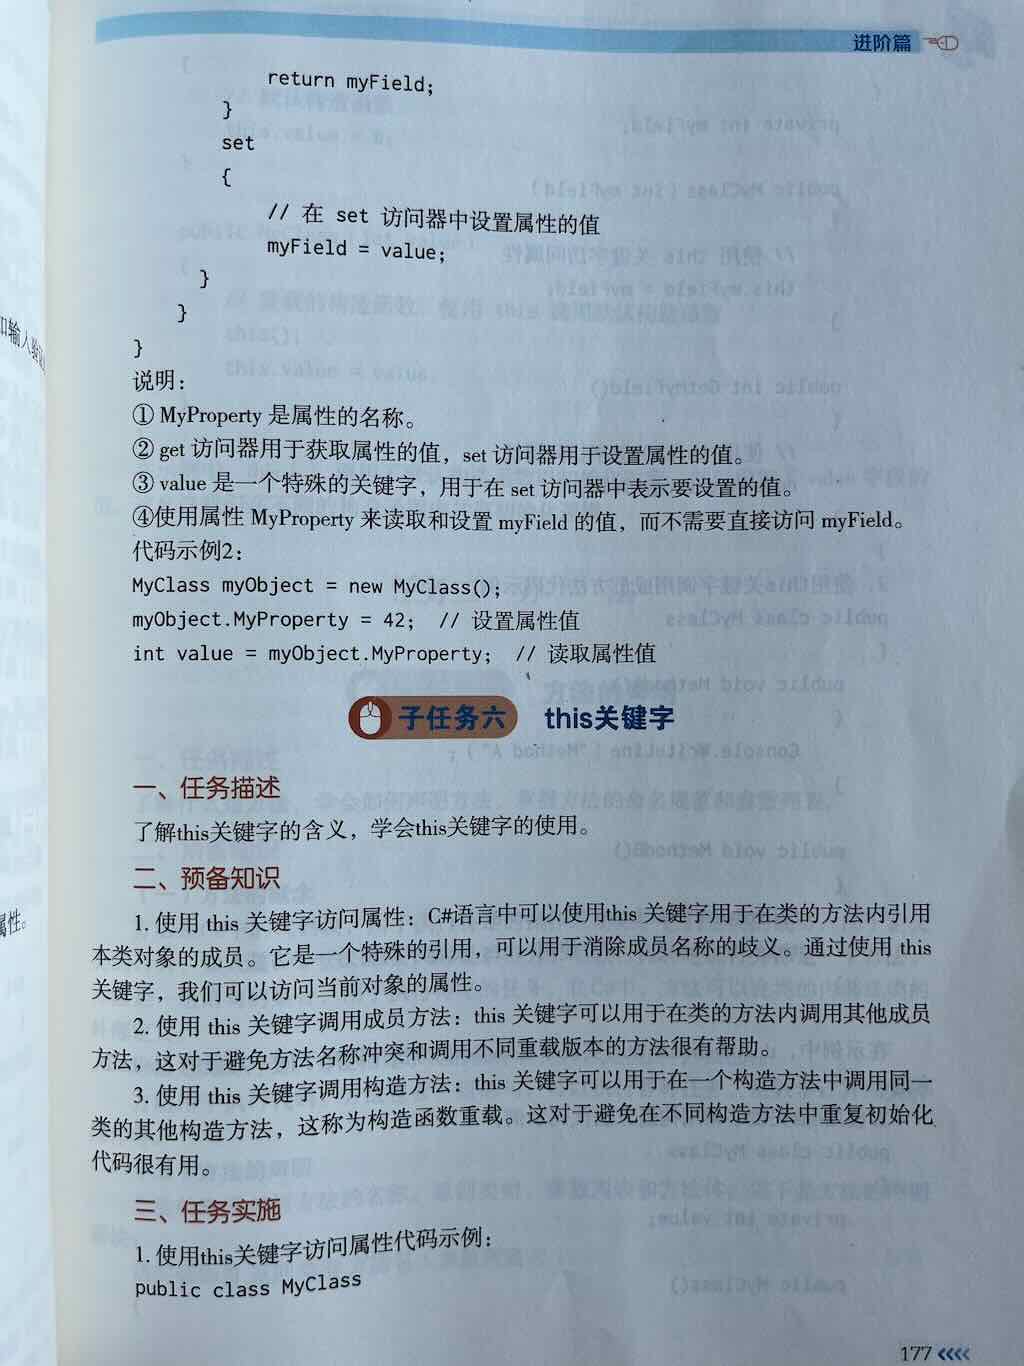 进阶篇
return myField;
}
set
{
// 在 set 访问器中设置属性的值
myField = value;
}
}
}
说明：
① MyProperty 是属性的名称。
② get 访问器用于获取属性的值，set 访问器用于设置属性的值。
③ value 是一个特殊的关键字，用于在 set 访问器中表示要设置的值。
④使用属性 MyProperty 来读取和设置 myField 的值，而不需要直接访问 myField。
代码示例2：
MyClass myObject = new MyClass();
myObject.MyProperty = 42; // 设置属性值
int value = myObject.MyProperty; // 读取属性值
子任务六 this关键字
一、任务描述
了解this关键字的含义，学会this关键字的使用。
二、预备知识
1. 使用 this 关键字访问属性：C#语言中可以使用this 关键字用于在类的方法内引用
本类对象的成员。它是一个特殊的引用，可以用于消除成员名称的歧义。通过使用 this
关键字，我们可以访问当前对象的属性。
2. 使用 this 关键字调用成员方法：this 关键字可以用于在类的方法内调用其他成员
方法，这对于避免方法名称冲突和调用不同重载版本的方法很有帮助。
3. 使用 this 关键字调用构造方法：this 关键字可以用于在一个构造方法中调用同一
类的其他构造方法，这称为构造函数重载。这对于避免在不同构造方法中重复初始化
代码很有用。
三、任务实施
1. 使用this关键字访问属性代码示例：
public class MyClass
177